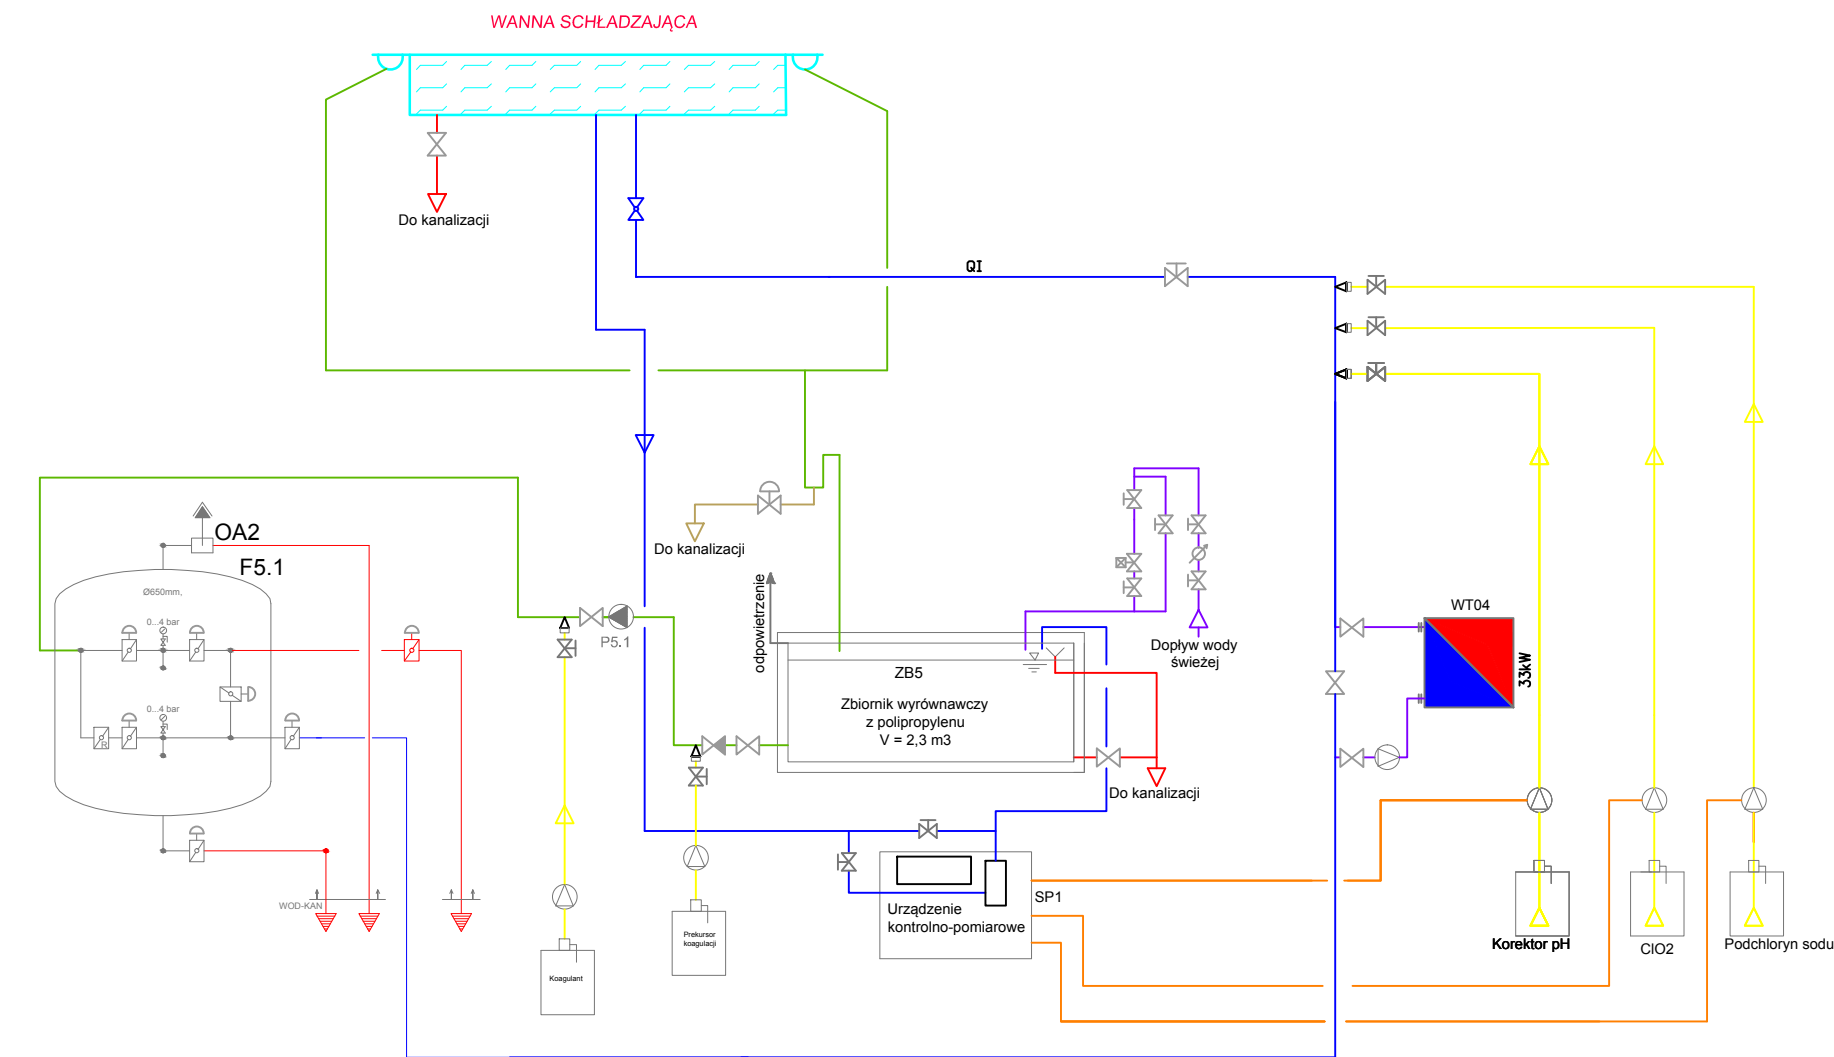 WANNA SCHŁADZAJĄCA
Do kanalizacji
QI
OA2
F5.1
Ø650mm,
0...4 bar
0...4 bar
R
WOD-KAN
P5.1
Do kanalizacji
odpowietrzenie
ZB5
Zbiornik wyrównawczy
z polipropylenu
V = 2,3 m3
Dopływ wody
świeżej
Do kanalizacji
WT04
33kW
SP1
Urządzenie
kontrolno-pomiarowe
Prekursor
koagulacji
Koagulant
Korektor pH
ClO2
Podchloryn sodu